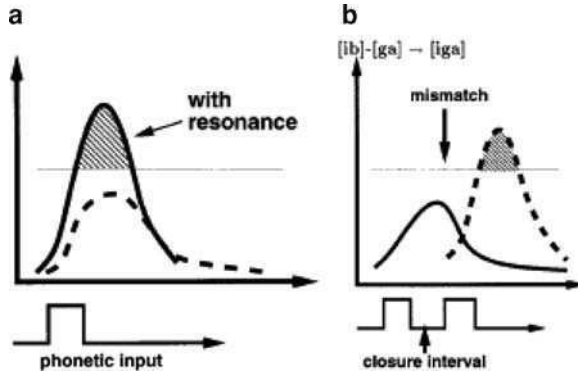 a
with
resonance
phonetic input
b
[ib]-[ga] → [iga]
mismatch
closure interval